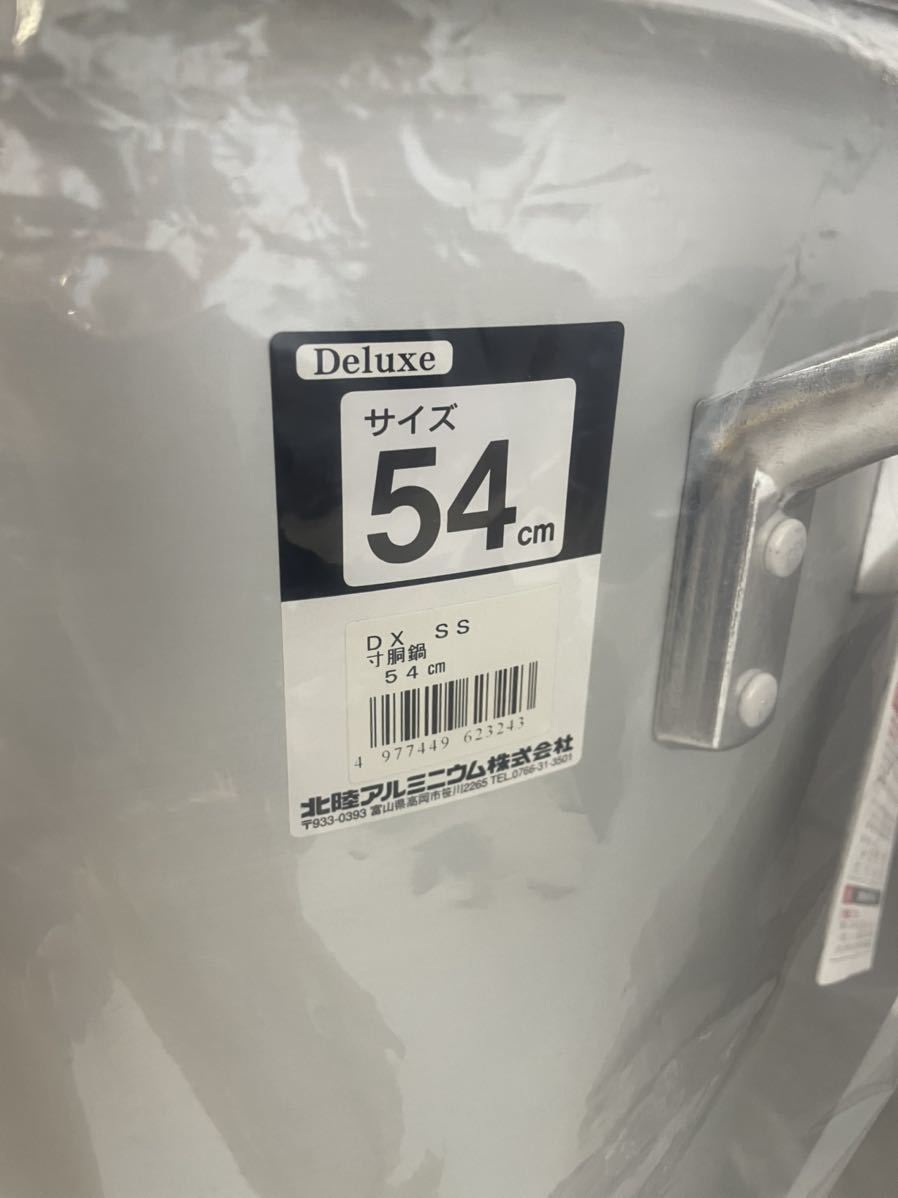 Deluxe
サイズ
54cm
DX SS
寸胴鍋
54㎝
4 977449 623243
北陸アルミニウム株式会社
〒933-0393 富山県高岡市笹川2265 TEL.0766-31-3501